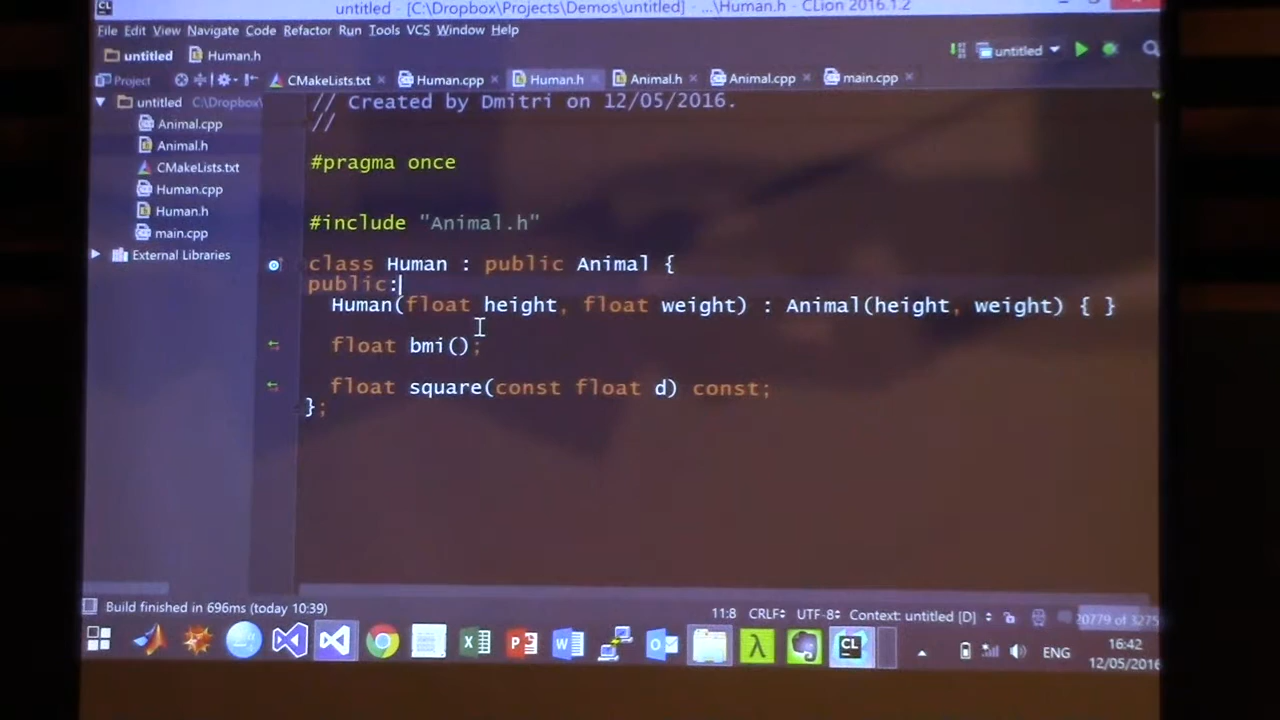 untitled - [C:\Dropbox\Projects\Demos\untitled] - ...\Human.h - CLion 2016.1.2
File Edit View Navigate Code Refactor Run Tools VCS Window Help
untitled Human.h untitled
Project CMakeLists.txt Human.cpp Human.h Animal.h Animal.cpp main.cpp
untitled C:\Dropbox\
Animal.cpp
Animal.h
CMakeLists.txt
Human.cpp
Human.h
main.cpp
External Libraries
// Created by Dmitri on 12/05/2016.
//
#pragma once
#include "Animal.h"
class Human : public Animal {
public:
Human(float height, float weight) : Animal(height, weight) { }
float bmi();
float square(const float d) const;
};
Build finished in 696ms (today 10:39)
11:8 CRLF÷ UTF-8÷ Context: untitled [D] 20779 of 3275
ENG
16:42
12/05/2016